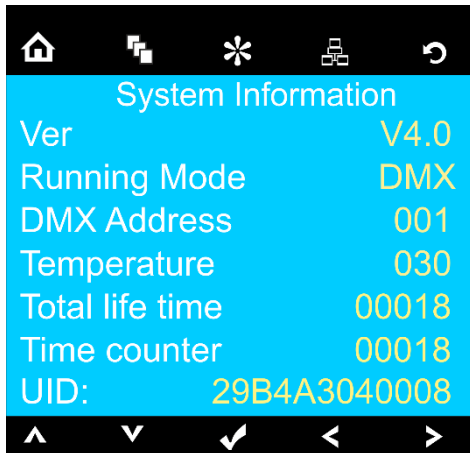 System Information
Ver V4.0
Running Mode DMX
DMX Address 001
Temperature 030
Total life time 00018
Time counter 00018
UID: 29B4A3040008